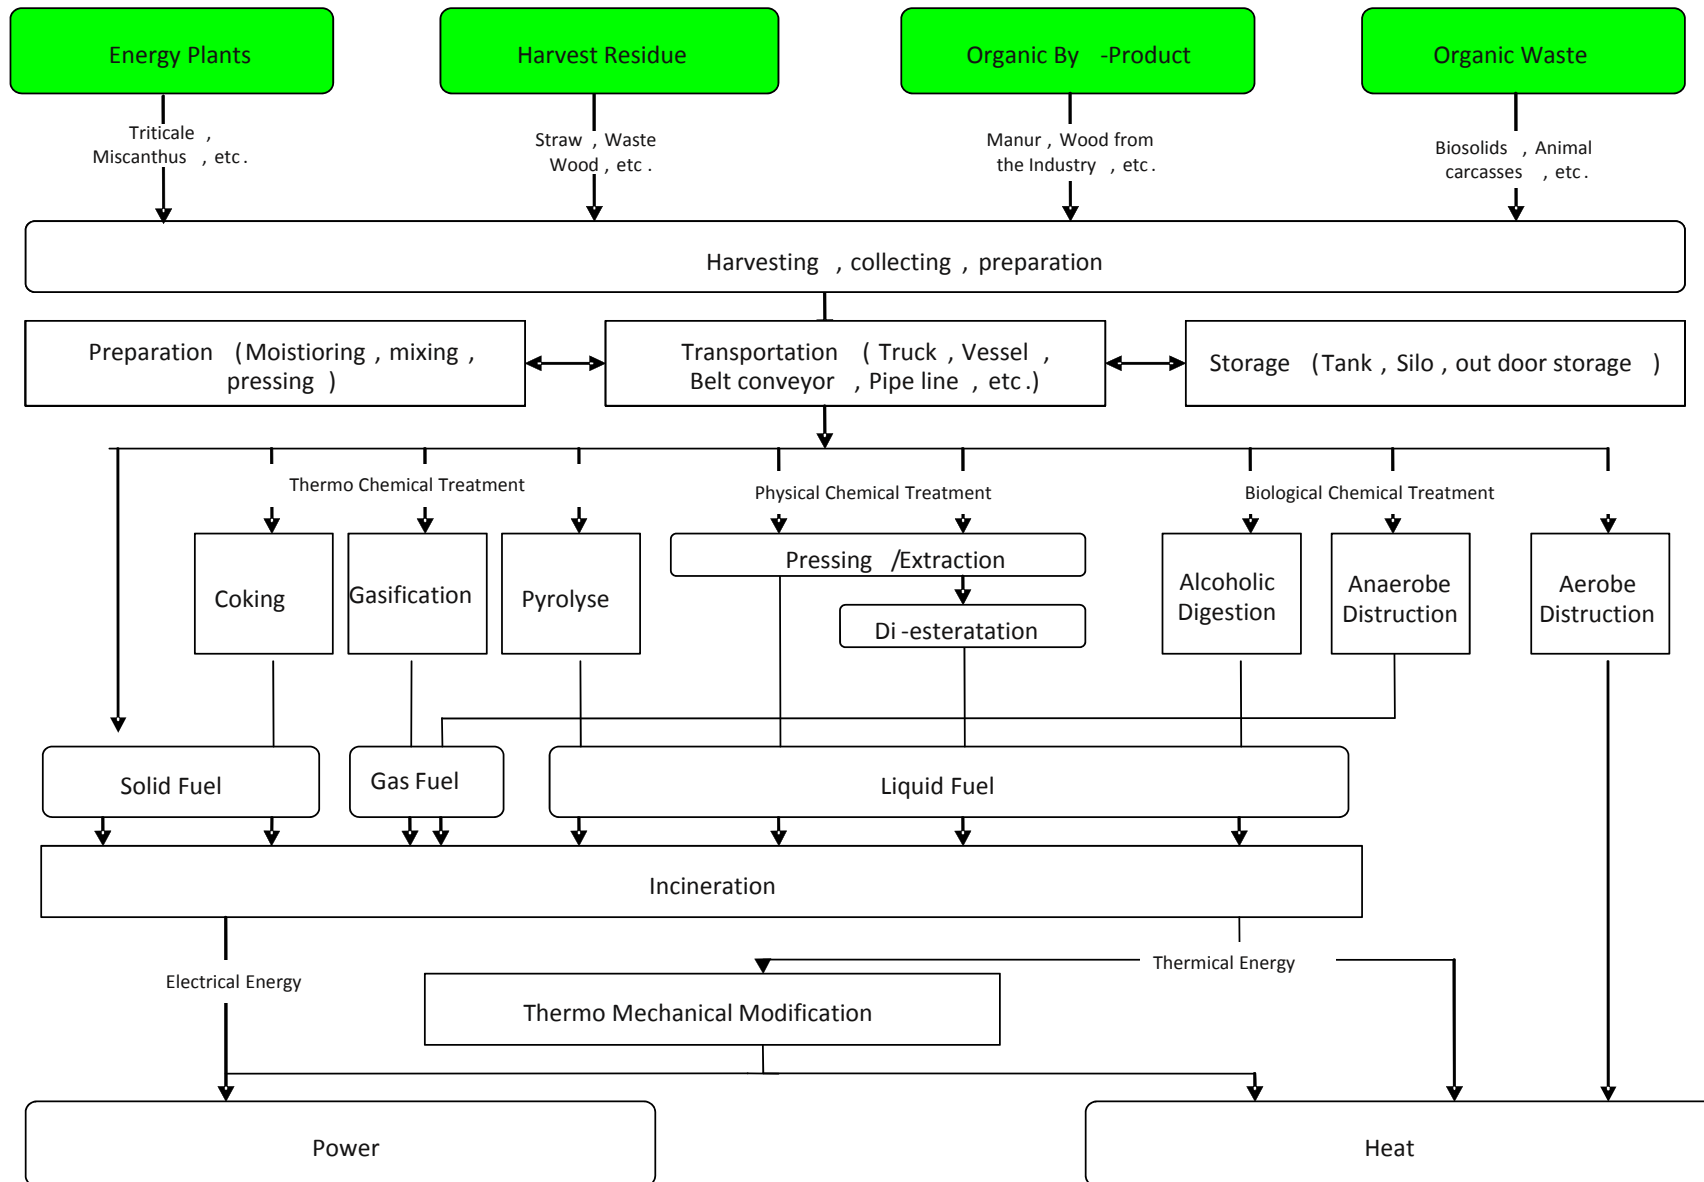 Energy Plants
Harvest Residue
Organic By -Product
Organic Waste
Triticale ,
Miscanthus , etc.
Straw , Waste
Wood , etc .
Manur , Wood from
the Industry , etc.
Biosolids , Animal
carcasses , etc.
Harvesting , collecting , preparation
Preparation (Moistioring , mixing ,
pressing )
Transportation ( Truck , Vessel ,
Belt conveyor , Pipe line , etc.)
Storage (Tank , Silo , out door storage )
Thermo Chemical Treatment
Physical Chemical Treatment
Biological Chemical Treatment
Coking
Gasification
Pyrolyse
Pressing /Extraction
Di -esteratation
Alcoholic
Digestion
Anaerobe
Distruction
Aerobe
Distruction
Solid Fuel
Gas Fuel
Liquid Fuel
Incineration
Electrical Energy
Thermical Energy
Thermo Mechanical Modification
Power
Heat